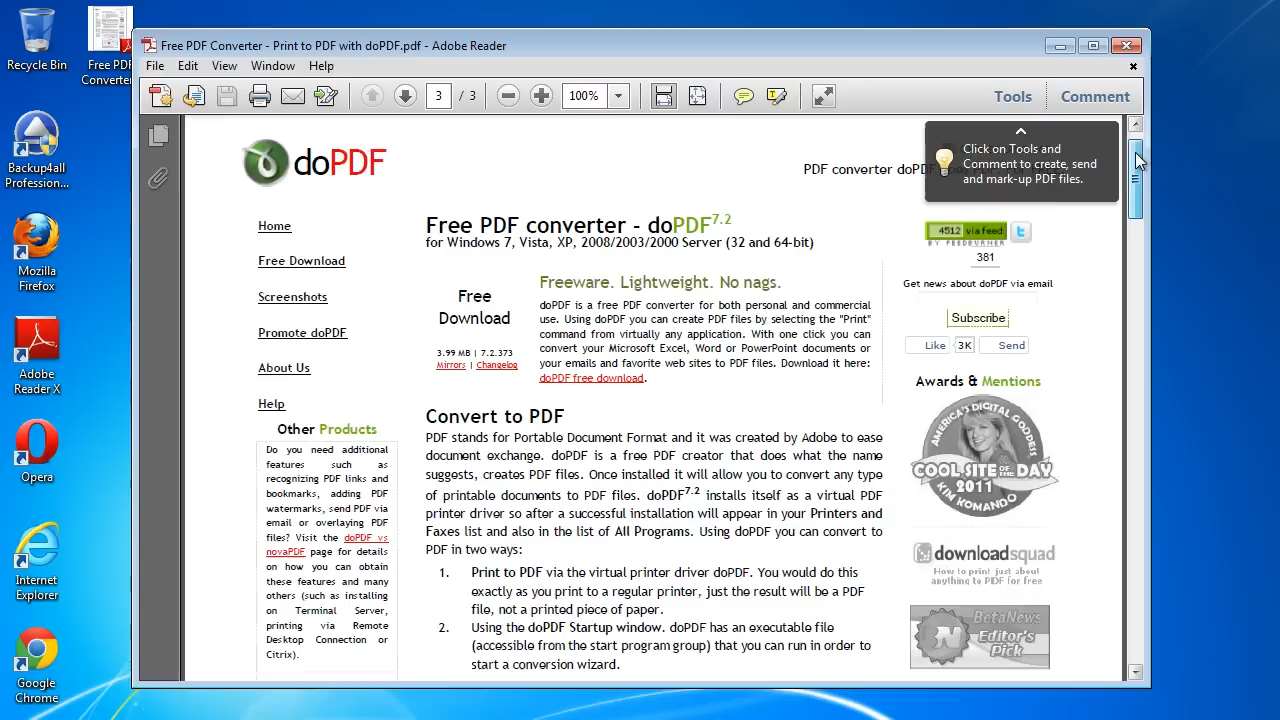 Recycle Bin
Free PDF
Converter
Backup4all
Professional...
Mozilla
Firefox
Adobe
Reader X
Opera
Internet
Explorer
Google
Chrome
Free PDF Converter - Print to PDF with doPDF.pdf - Adobe Reader
File Edit View Window Help
3 / 3
100%
Tools
Comment
Click on Tools and
Comment to create, send
and mark-up PDF files.
doPDF
PDF converter doPDF
Home
Free Download
Screenshots
Promote doPDF
About Us
Help
Other Products
Do you need additional
features such as
recognizing PDF links and
bookmarks, adding PDF
watermarks, send PDF via
email or overlaying PDF
files? Visit the doPDF vs
novaPDF page for details
on how you can obtain
these features and many
others (such as installing
on Terminal Server,
printing via Remote
Desktop Connection or
Citrix).
Free PDF converter - doPDF7.2
for Windows 7, Vista, XP, 2008/2003/2000 Server (32 and 64-bit)
Free
Download
3.99 MB | 7.2.373
Mirrors | Changelog
Freeware. Lightweight. No nags.
doPDF is a free PDF converter for both personal and commercial
use. Using doPDF you can create PDF files by selecting the "Print"
command from virtually any application. With one click you can
convert your Microsoft Excel, Word or PowerPoint documents or
your emails and favorite web sites to PDF files. Download it here:
doPDF free download.
Convert to PDF
PDF stands for Portable Document Format and it was created by Adobe to ease
document exchange. doPDF is a free PDF creator that does what the name
suggests, creates PDF files. Once installed it will allow you to convert any type
of printable documents to PDF files. doPDF7.2 installs itself as a virtual PDF
printer driver so after a successful installation will appear in your Printers and
Faxes list and also in the list of All Programs. Using doPDF you can convert to
PDF in two ways:
1. Print to PDF via the virtual printer driver doPDF. You would do this
exactly as you print to a regular printer, just the result will be a PDF
file, not a printed piece of paper.
2. Using the doPDF Startup window. doPDF has an executable file
(accessible from the start program group) that you can run in order to
start a conversion wizard.
4512 via feed
BY FEEDBURNER
381
Get news about doPDF via email
Subscribe
Like 3K Send
Awards & Mentions
AMERICA'S DIGITAL GODDESS
COOL SITE OF THE DAY
2011
KIM KOMANDO
downloadsquad
How to print just about
anything to PDF for free
BetaNews
Editor's
Pick